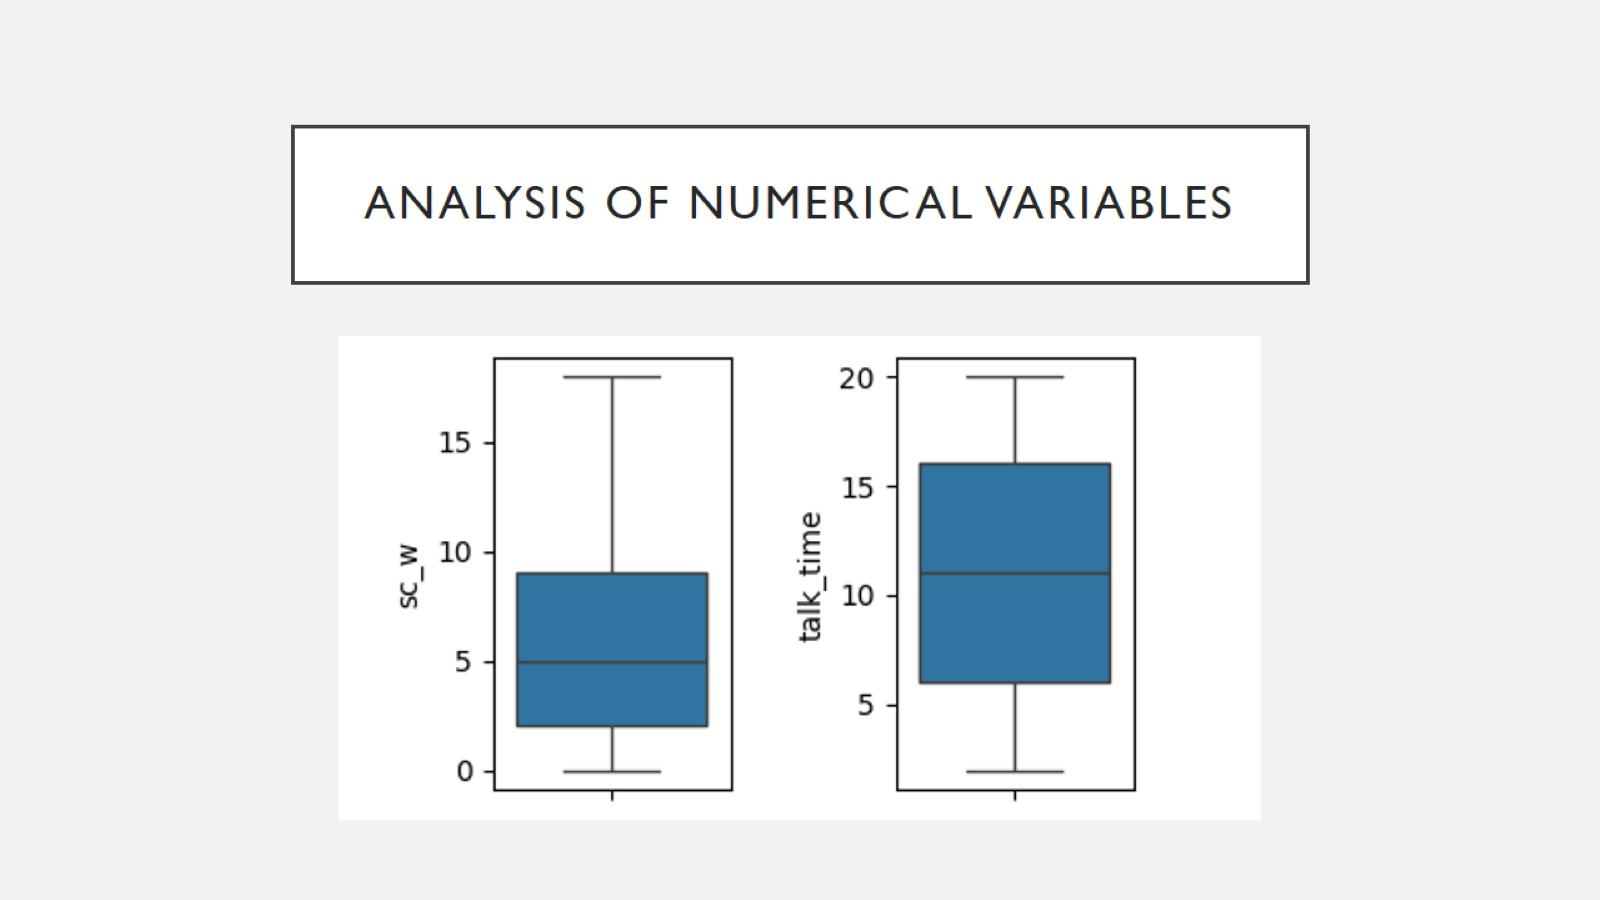 ANALYSIS OF NUMERICAL VARIABLES
sc_w
15
10
5
0
talk_time
20
15
10
5